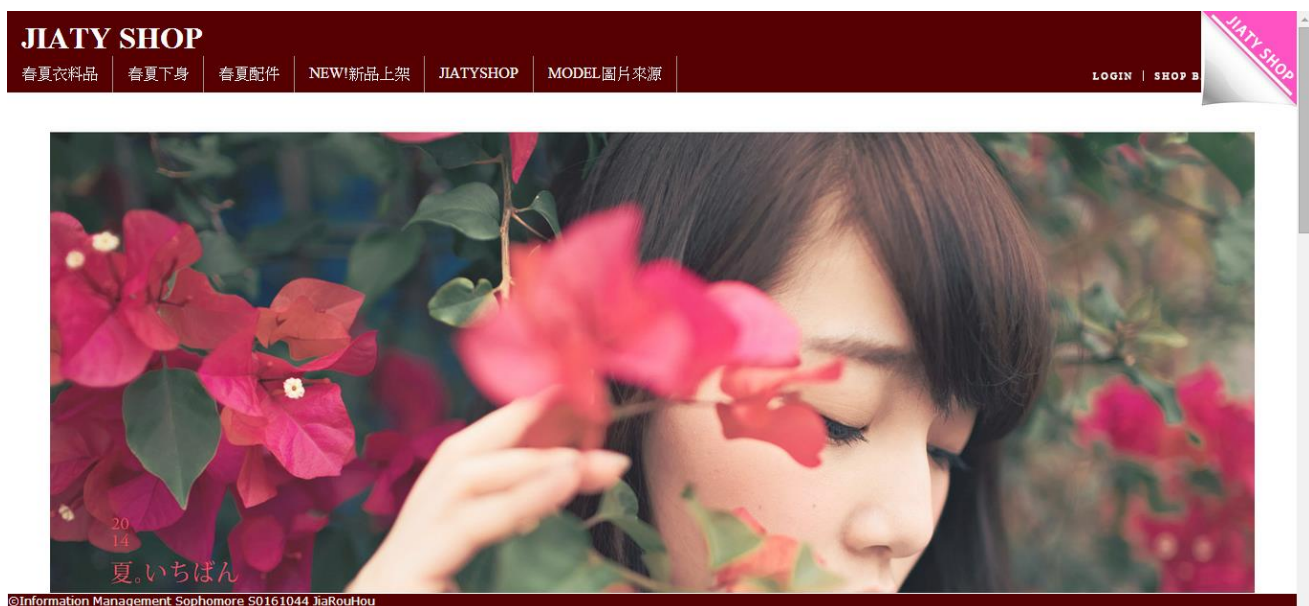 JIATY SHOP
春夏衣料品 春夏下身 春夏配件 NEW!新品上架 JIATYSHOP MODEL圖片來源
LOGIN | SHOP B
JIATY SHOP
20
14
夏。いちばん
©Information Management Sophomore S0161044 JiaRouHou